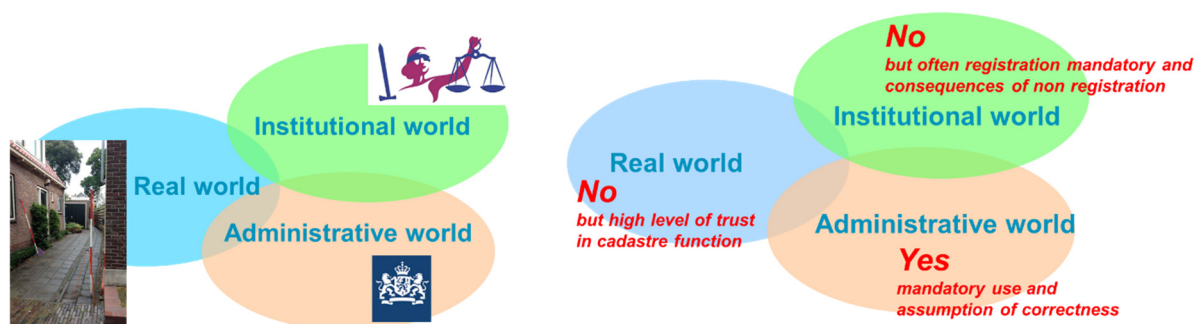 Institutional world
Real world
Administrative world
No
but often registration mandatory and
consequences of non registration
Institutional world
Real world
No
but high level of trust
in cadastre function
Administrative world
Yes
mandatory use and
assumption of correctness